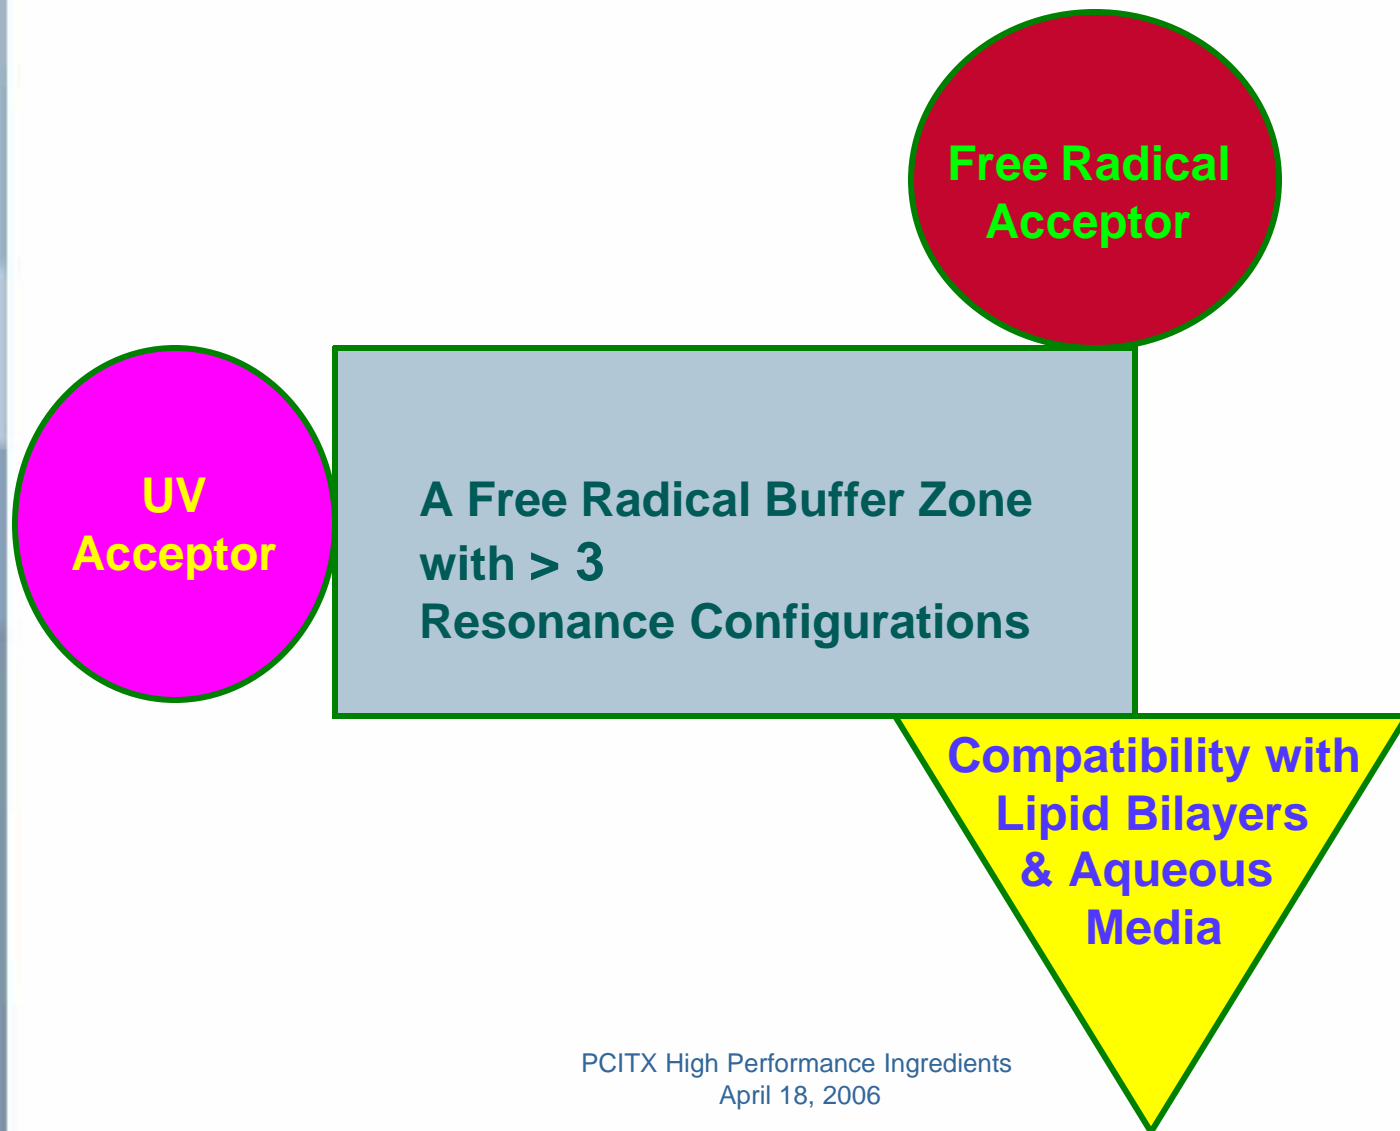 Free Radical
Acceptor
UV
Acceptor
A Free Radical Buffer Zone
with > 3
Resonance Configurations
Compatibility with
Lipid Bilayers
& Aqueous
Media
PCITX High Performance Ingredients
April 18, 2006